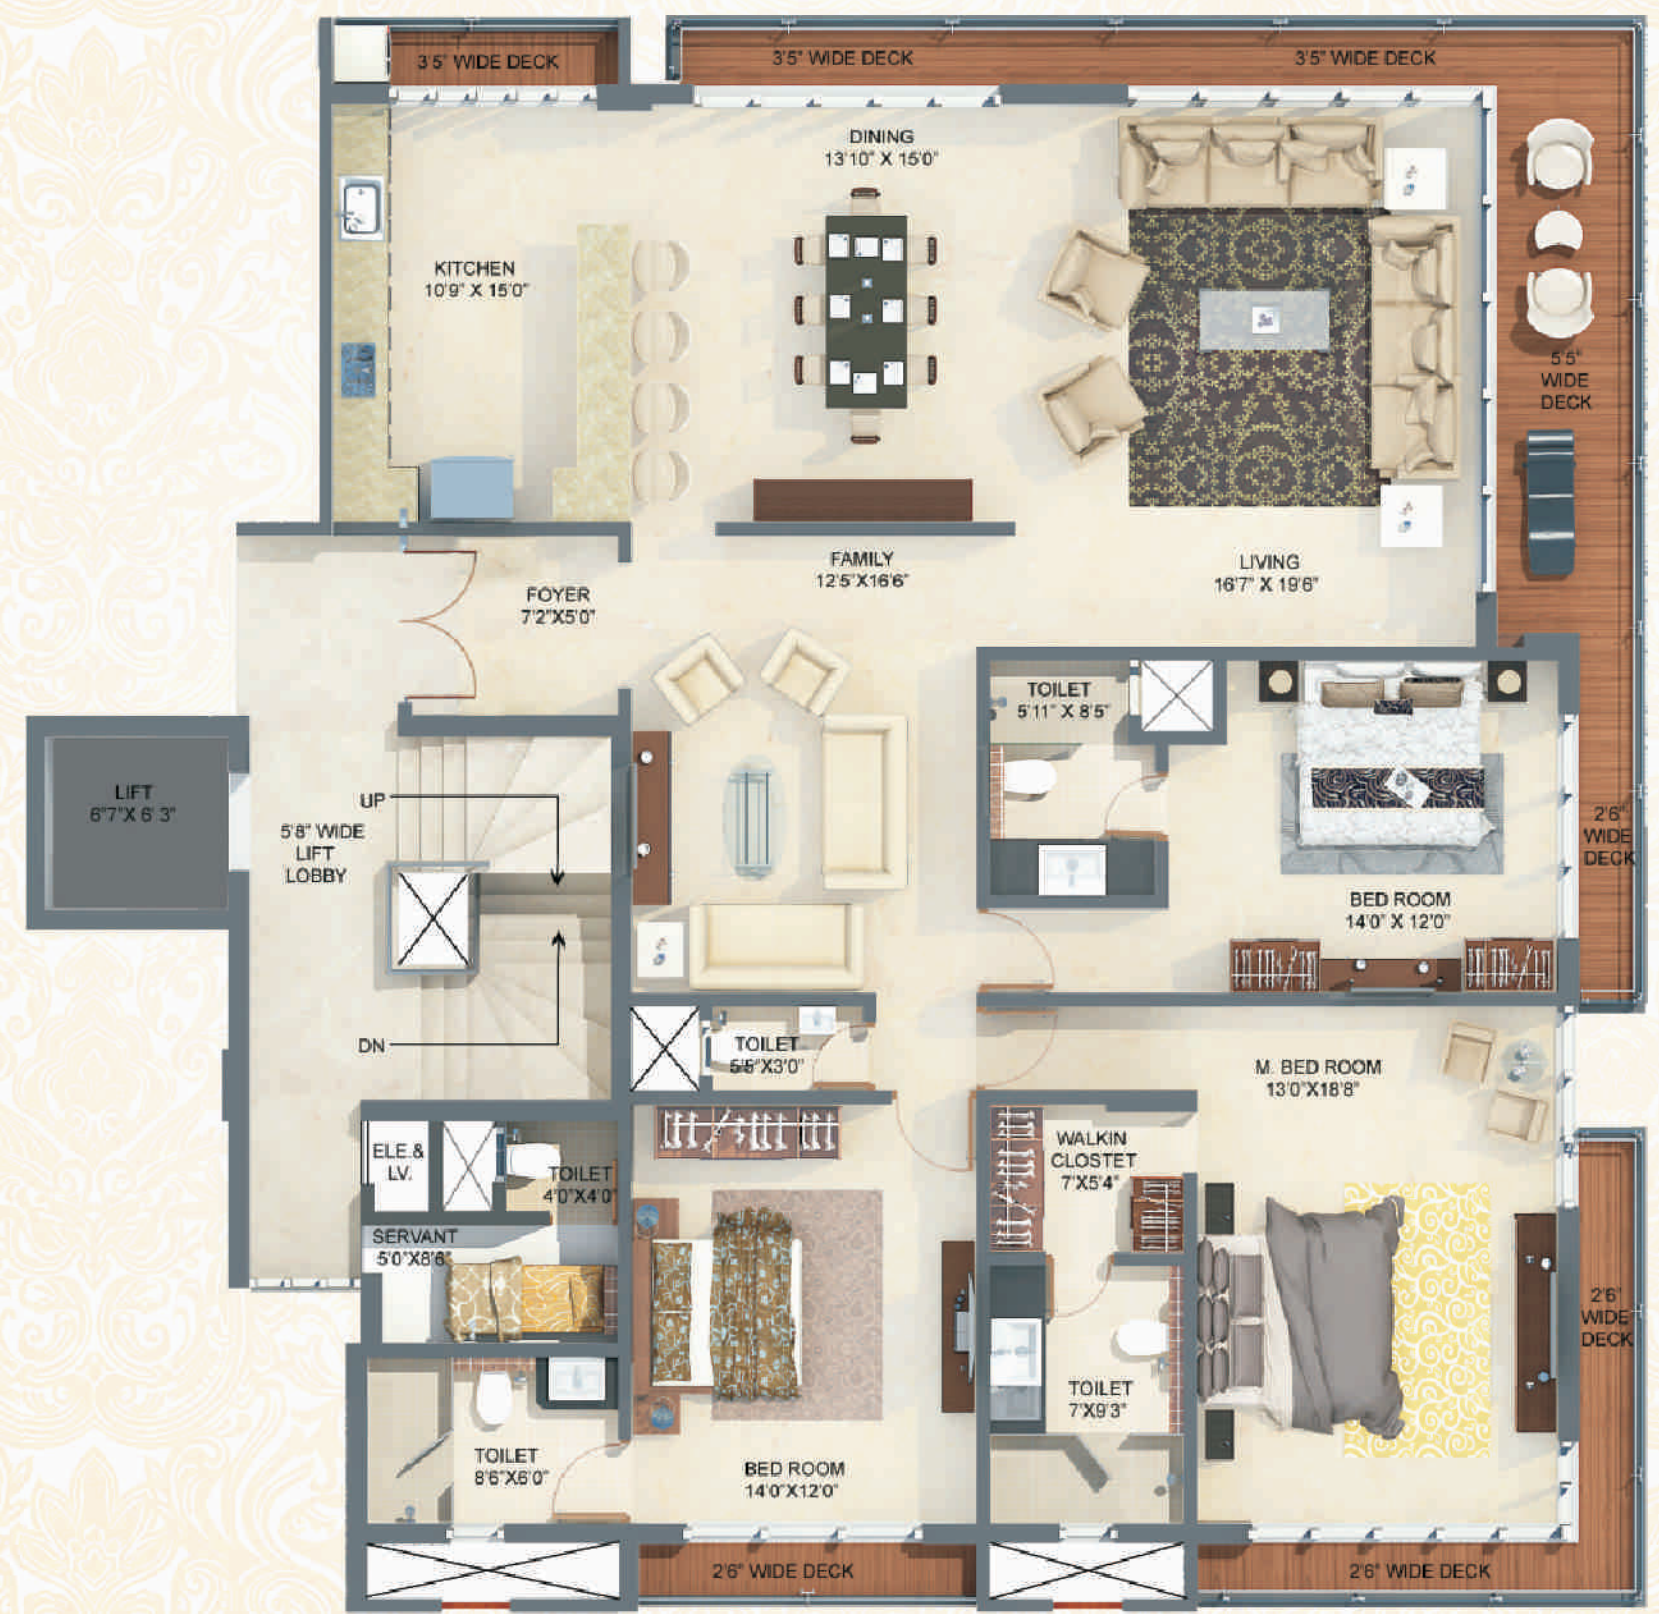 3'5" WIDE DECK
3'5" WIDE DECK
3'5" WIDE DECK
DINING
13'10" X 15'0"
KITCHEN
10'9" X 15'0"
5'5"
WIDE
DECK
FAMILY
12'5"X16'6"
LIVING
16'7" X 19'6"
FOYER
7'2"X5'0"
TOILET
5'11" X 8'5"
LIFT
6'7"X 6' 3"
UP
5'8" WIDE
LIFT
LOBBY
2'6"
WIDE
DECK
BED ROOM
14'0" X 12'0"
DN
TOILET
5'5"X3'0"
M. BED ROOM
13'0"X18'8"
ELE.&
LV.
TOILET
4'0"X4'0"
WALKIN
CLOSTET
7'X5'4"
SERVANT
5'0"X8'6"
2'6"
WIDE
DECK
TOILET
7'X9'3"
TOILET
8'6"X6'0"
BED ROOM
14'0"X12'0"
2'6" WIDE DECK
2'6" WIDE DECK